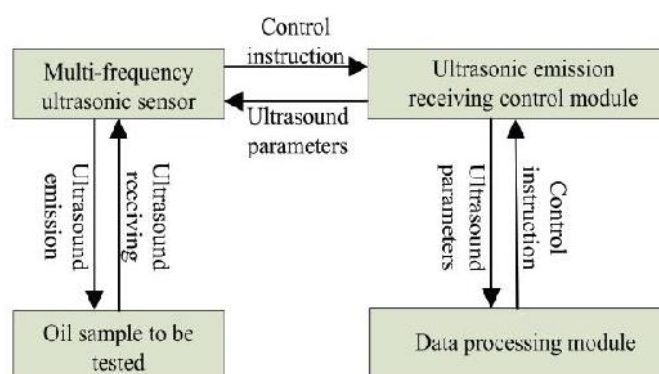 Control
instruction
Multi-frequency
ultrasonic sensor
Ultrasonic emission
receiving control module
Ultrasound
parameters
Ultrasound
emission
Ultrasound
receiving
Ultrasound
parameters
Control
instruction
Oil sample to be
tested
Data processing module